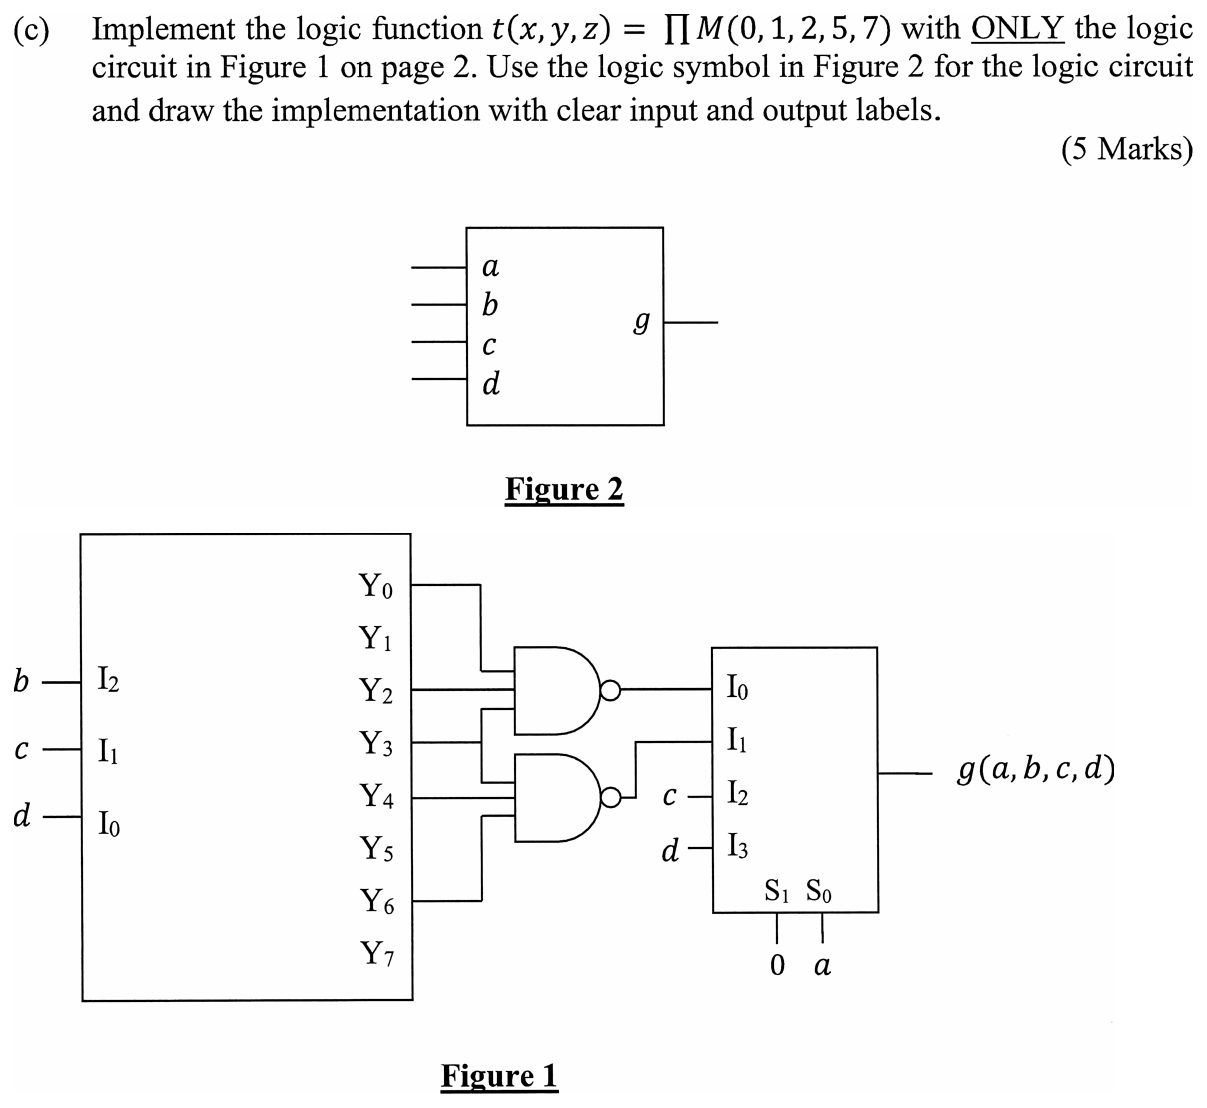 (c) Implement the logic function t(x, y, z) = ∏ M(0, 1, 2, 5, 7) with ONLY the logic
circuit in Figure 1 on page 2. Use the logic symbol in Figure 2 for the logic circuit
and draw the implementation with clear input and output labels.
(5 Marks)
a
b
c
d
g
Figure 2
Y0
Y1
Y2
Y3
Y4
Y5
Y6
Y7
b I2
c I1
d I0
I0
I1
c I2
d I3
S1 S0
0 a
g(a, b, c, d)
Figure 1